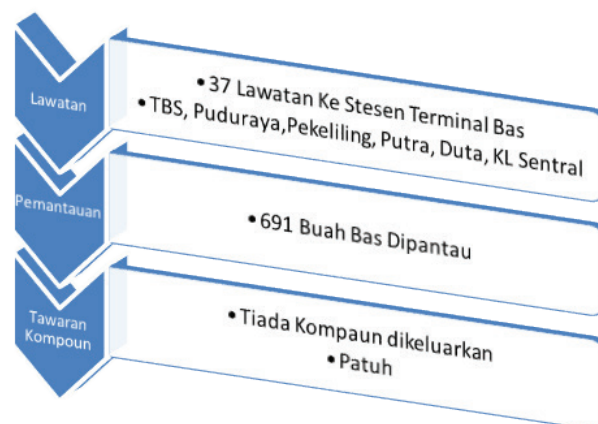 Lawatan
• 37 Lawatan Ke Stesen Terminal Bas
• TBS, Puduraya,Pekeliling, Putra, Duta, KL Sentral
Pemantauan
• 691 Buah Bas Dipantau
Tawaran
Kompoun
• Tiada Kompaun dikeluarkan
• Patuh